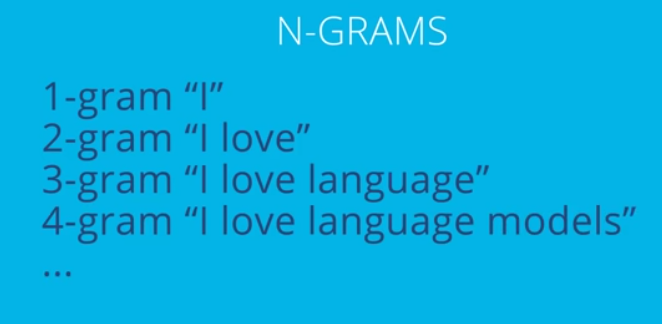 N-GRAMS
1-gram “I”
2-gram “I love”
3-gram “I love language”
4-gram “I love language models”
...